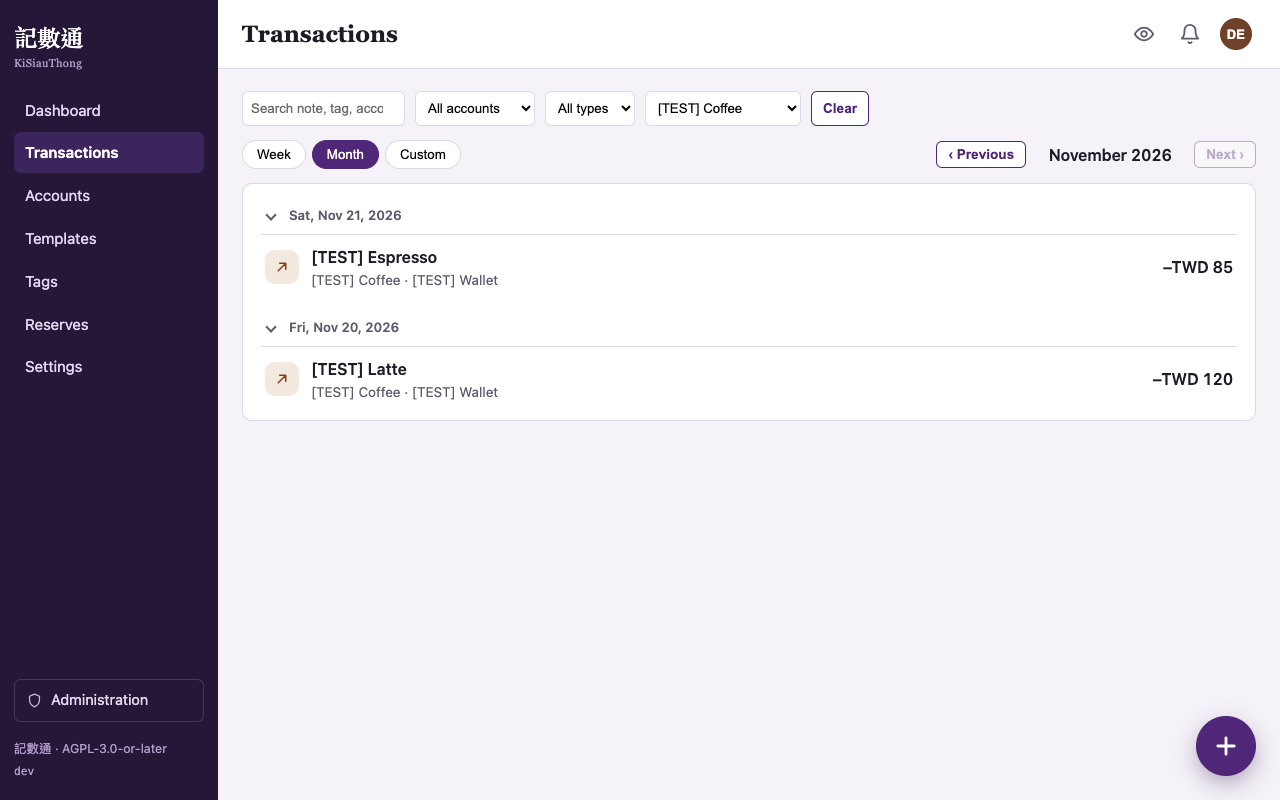 記數通
KiSiauThong
Dashboard
Transactions
Accounts
Templates
Tags
Reserves
Settings
Administration
記數通 · AGPL-3.0-or-later
dev
Transactions
DE
Search note, tag, acco
All accounts
All types
[TEST] Coffee
Clear
Week
Month
Custom
‹ Previous
November 2026
Next ›
Sat, Nov 21, 2026
[TEST] Espresso
[TEST] Coffee · [TEST] Wallet
–TWD 85
Fri, Nov 20, 2026
[TEST] Latte
[TEST] Coffee · [TEST] Wallet
–TWD 120